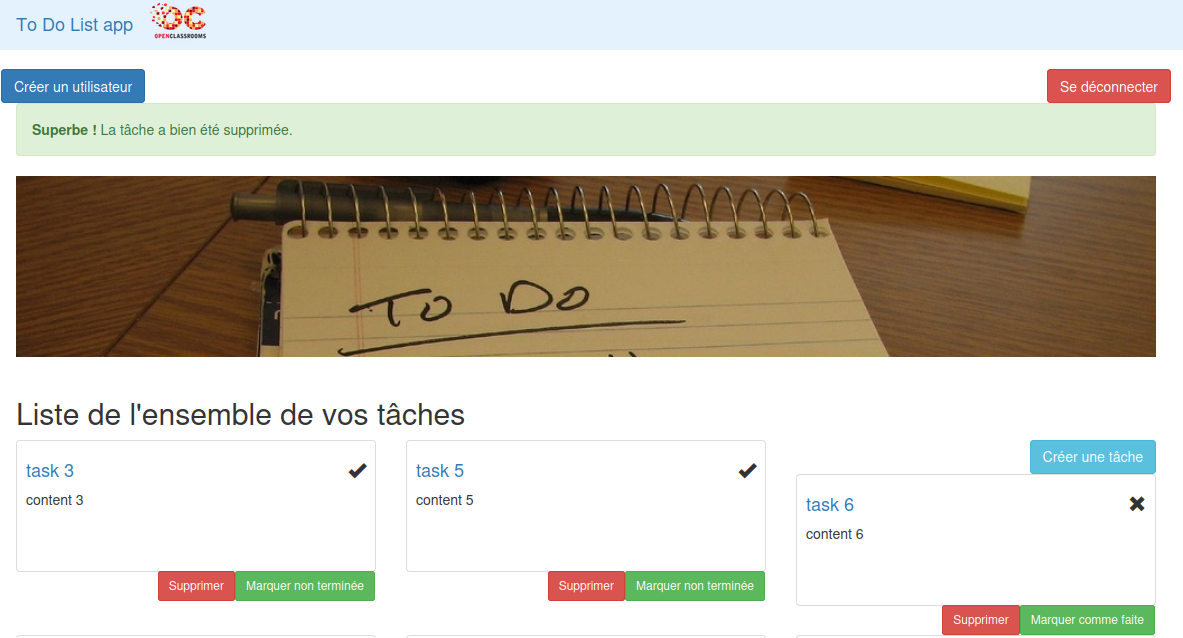 To Do List app
OPENCLASSROOMS
Créer un utilisateur
Se déconnecter
Superbe ! La tâche a bien été supprimée.
To Do
Liste de l'ensemble de vos tâches
Créer une tâche
task 3
content 3
Supprimer
Marquer non terminée
task 5
content 5
Supprimer
Marquer non terminée
task 6
content 6
Supprimer
Marquer comme faite